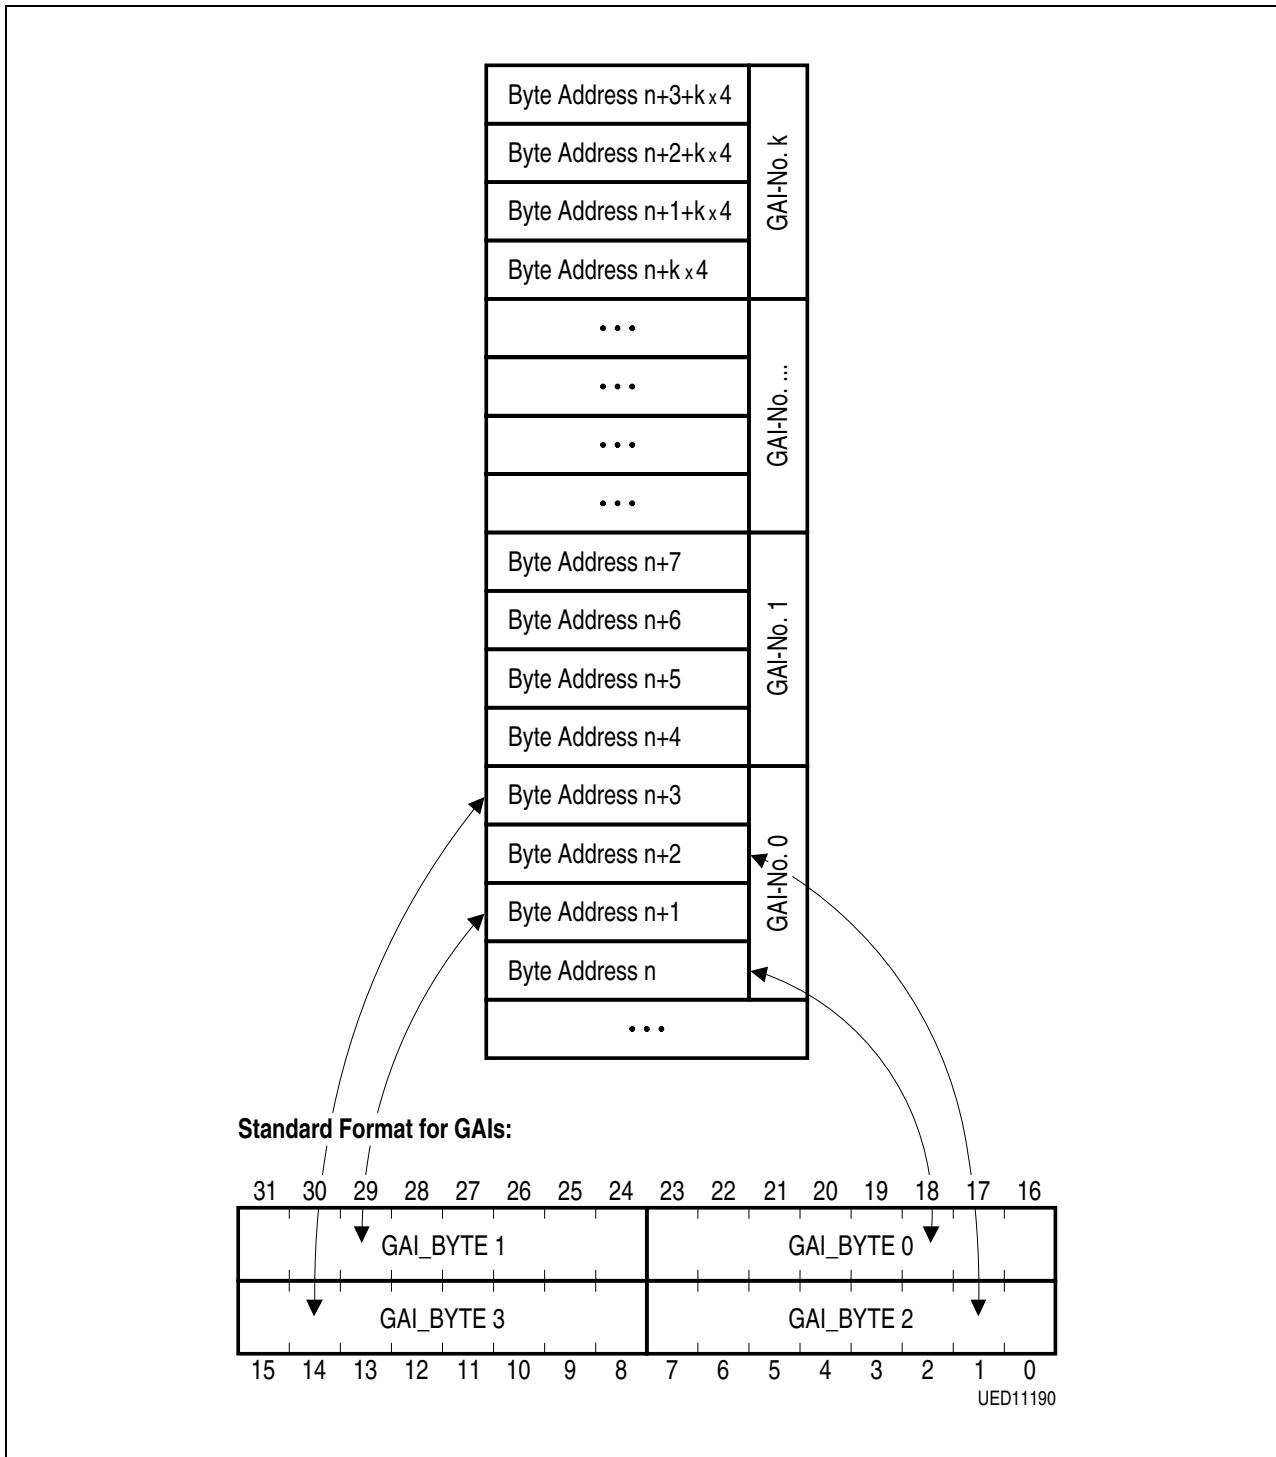 Byte Address n+3+k x 4
Byte Address n+2+k x 4
Byte Address n+1+k x 4
Byte Address n+k x 4
GAI-No. k
•••
•••
•••
•••
GAI-No. ...
Byte Address n+7
Byte Address n+6
Byte Address n+5
Byte Address n+4
GAI-No. 1
Byte Address n+3
Byte Address n+2
Byte Address n+1
Byte Address n
GAI-No. 0
•••
Standard Format for GAIs:
31 30 29 28 27 26 25 24 23 22 21 20 19 18 17 16
GAI_BYTE 1 GAI_BYTE 0
GAI_BYTE 3 GAI_BYTE 2
15 14 13 12 11 10 9 8 7 6 5 4 3 2 1 0
UED11190